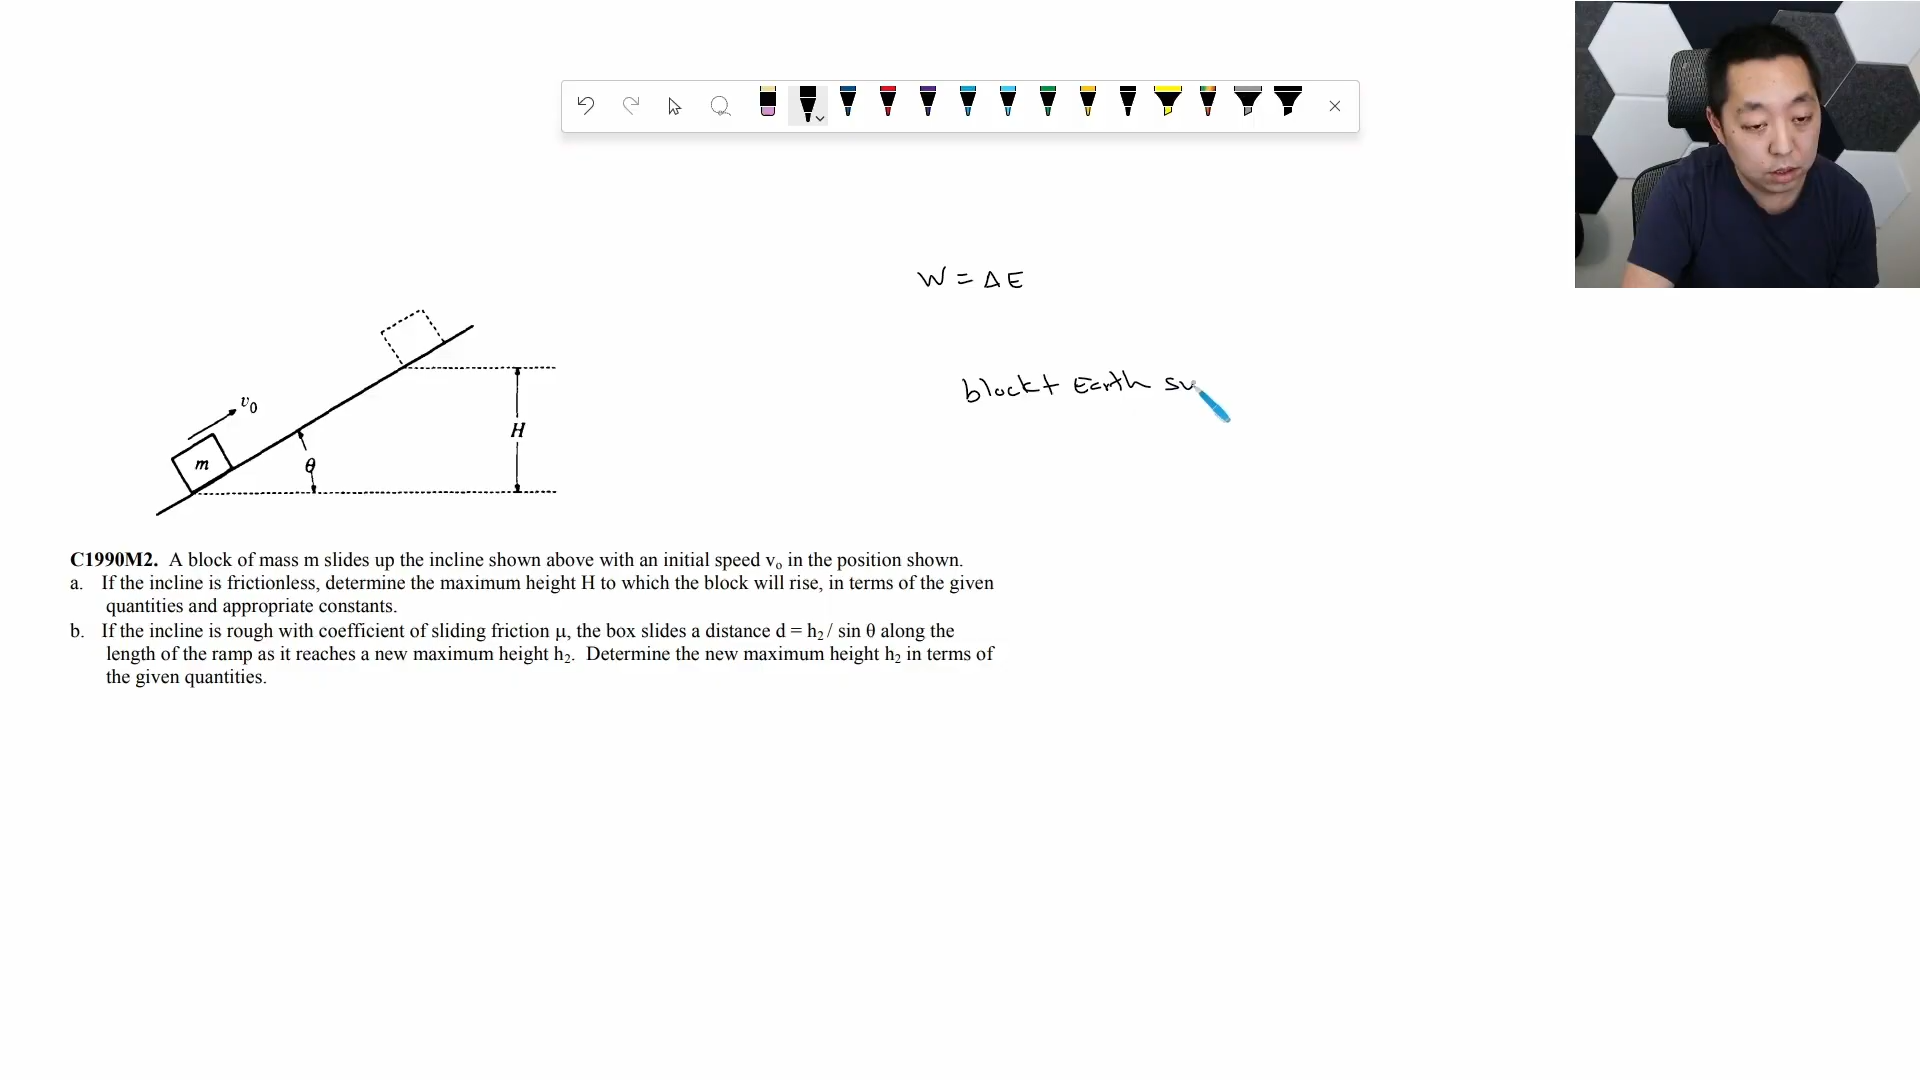 W = Δ E
block + Earth sy
v₀
H
m
θ
C1990M2. A block of mass m slides up the incline shown above with an initial speed vₒ in the position shown.
a. If the incline is frictionless, determine the maximum height H to which the block will rise, in terms of the given
quantities and appropriate constants.
b. If the incline is rough with coefficient of sliding friction μ, the box slides a distance d = h₂ / sin θ along the
length of the ramp as it reaches a new maximum height h₂. Determine the new maximum height h₂ in terms of
the given quantities.